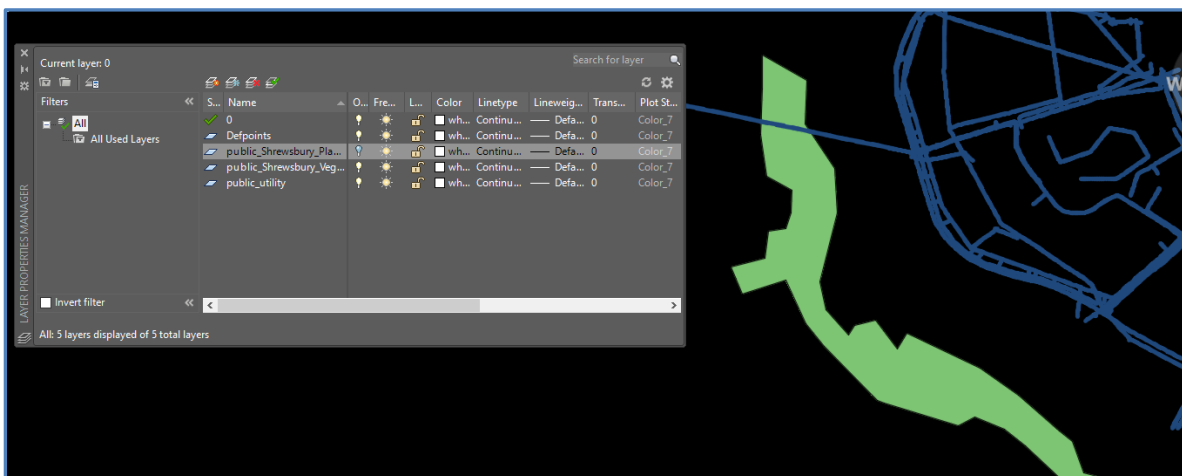 Current layer: 0
Search for layer
Filters
S... Name O... Fre... L... Color Linetype Lineweig... Trans... Plot St...
All
All Used Layers
0 wh... Continu... Defa... 0 Color_7
Defpoints wh... Continu... Defa... 0 Color_7
public_Shrewsbury_Pla... wh... Continu... Defa... 0 Color_7
public_Shrewsbury_Veg... wh... Continu... Defa... 0 Color_7
public_utility wh... Continu... Defa... 0 Color_7
Invert filter
All: 5 layers displayed of 5 total layers
LAYER PROPERTIES MANAGER
W